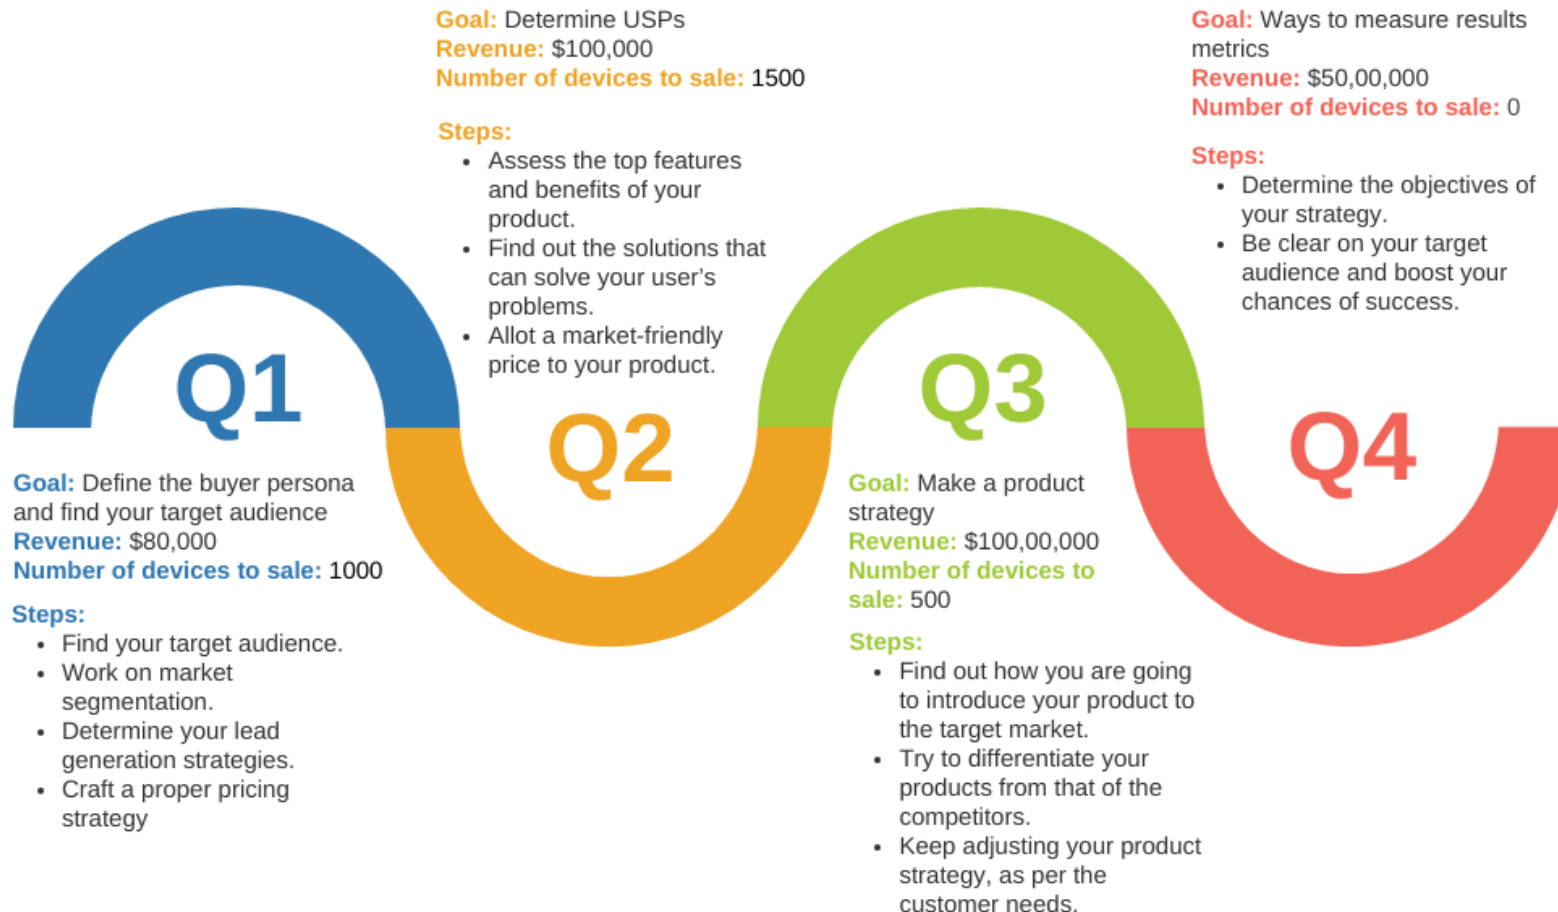 Q1
Goal: Define the buyer persona
and find your target audience
Revenue: $80,000
Number of devices to sale: 1000
Steps:
• Find your target audience.
• Work on market
segmentation.
• Determine your lead
generation strategies.
• Craft a proper pricing
strategy
Goal: Determine USPs
Revenue: $100,000
Number of devices to sale: 1500
Steps:
• Assess the top features
and benefits of your
product.
• Find out the solutions that
can solve your user’s
problems.
• Allot a market-friendly
price to your product.
Q2
Q3
Goal: Make a product
strategy
Revenue: $100,00,000
Number of devices to
sale: 500
Steps:
• Find out how you are going
to introduce your product to
the target market.
• Try to differentiate your
products from that of the
competitors.
• Keep adjusting your product
strategy, as per the
customer needs.
Goal: Ways to measure results
metrics
Revenue: $50,00,000
Number of devices to sale: 0
Steps:
• Determine the objectives of
your strategy.
• Be clear on your target
audience and boost your
chances of success.
Q4